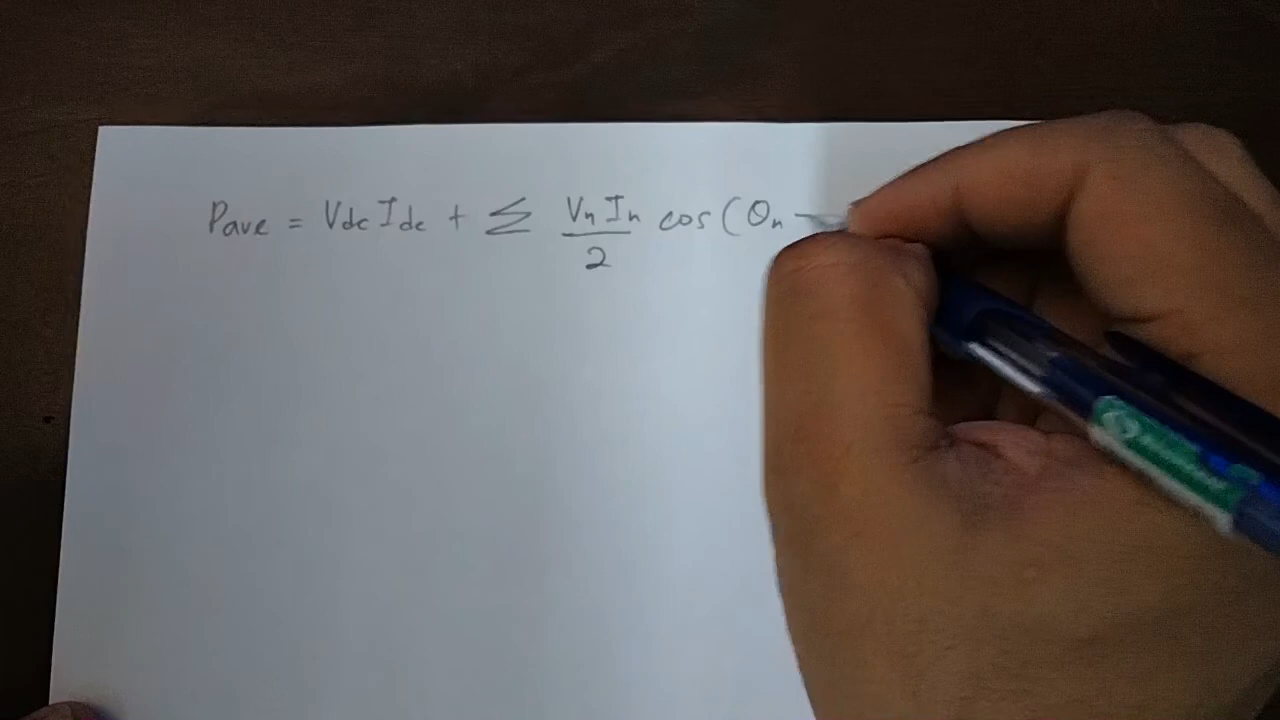 Pave = Vdc Idc + Σ Vn In / 2 cos(θn -